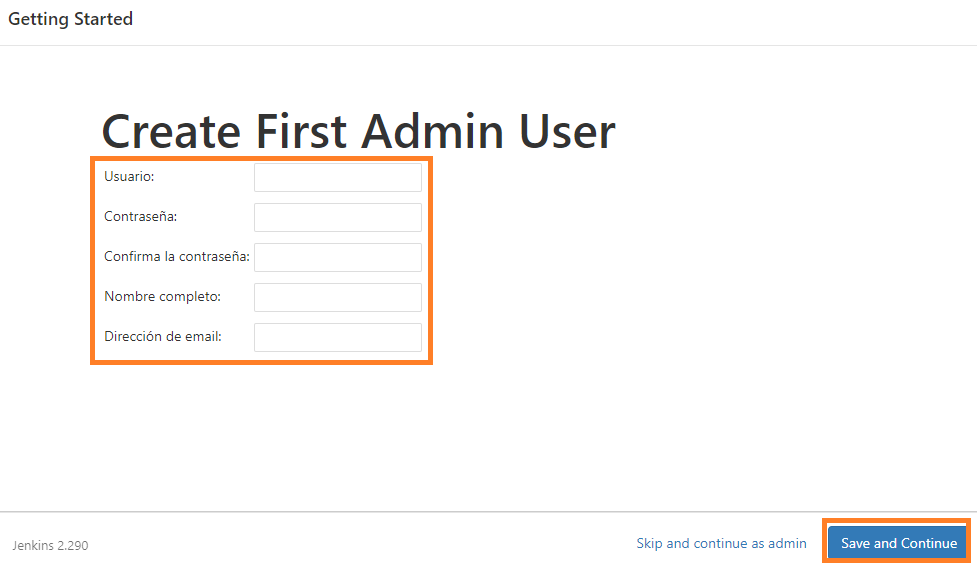 Getting Started
Create First Admin User
Usuario:
Contraseña:
Confirma la contraseña:
Nombre completo:
Dirección de email:
Jenkins 2.290
Skip and continue as admin
Save and Continue